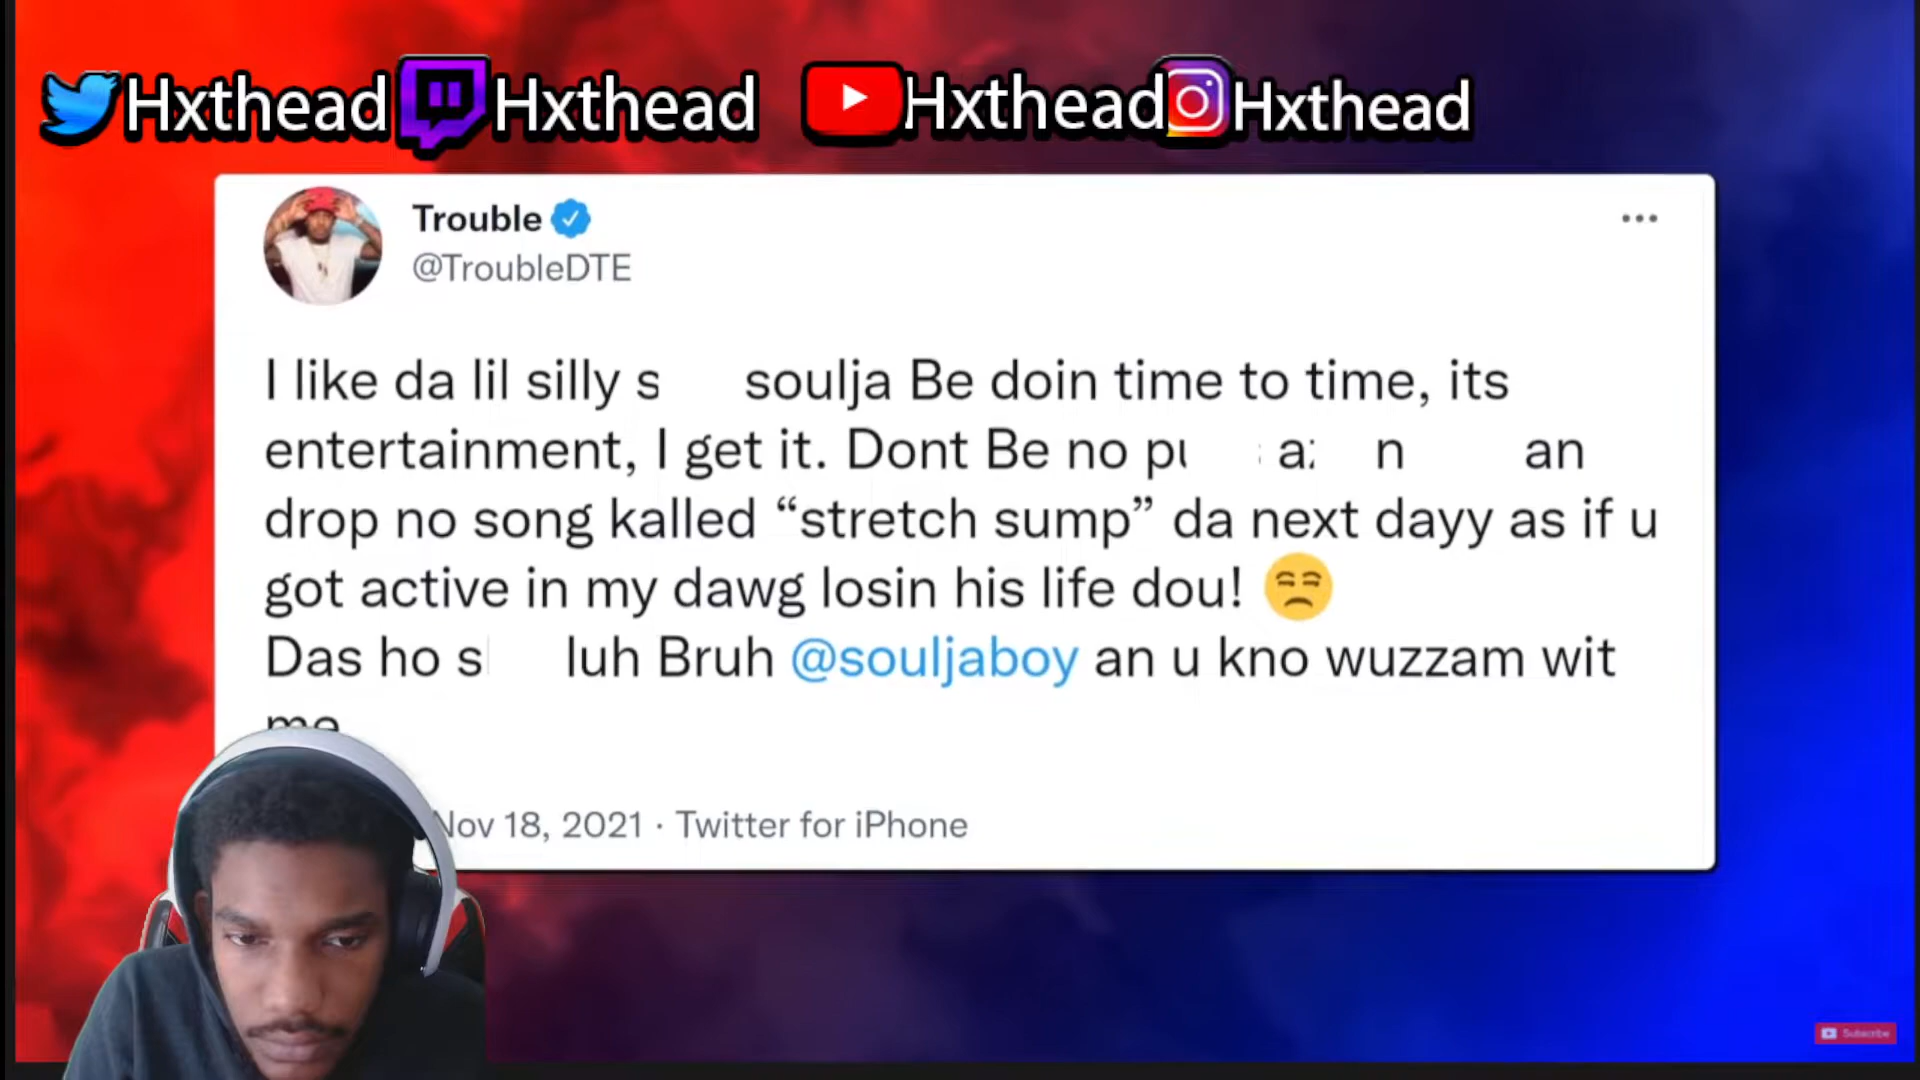 Hxthead Hxthead Hxthead Hxthead
Trouble
@TroubleDTE
I like da lil silly s soulja Be doin time to time, its
entertainment, I get it. Dont Be no n an
drop no song kalled “stretch sump” da next dayy as if u
got active in my dawg losin his life dou! 😒
Das ho s luh Bruh @souljaboy an u kno wuzzam wit
me
Nov 18, 2021 · Twitter for iPhone
Subscribe